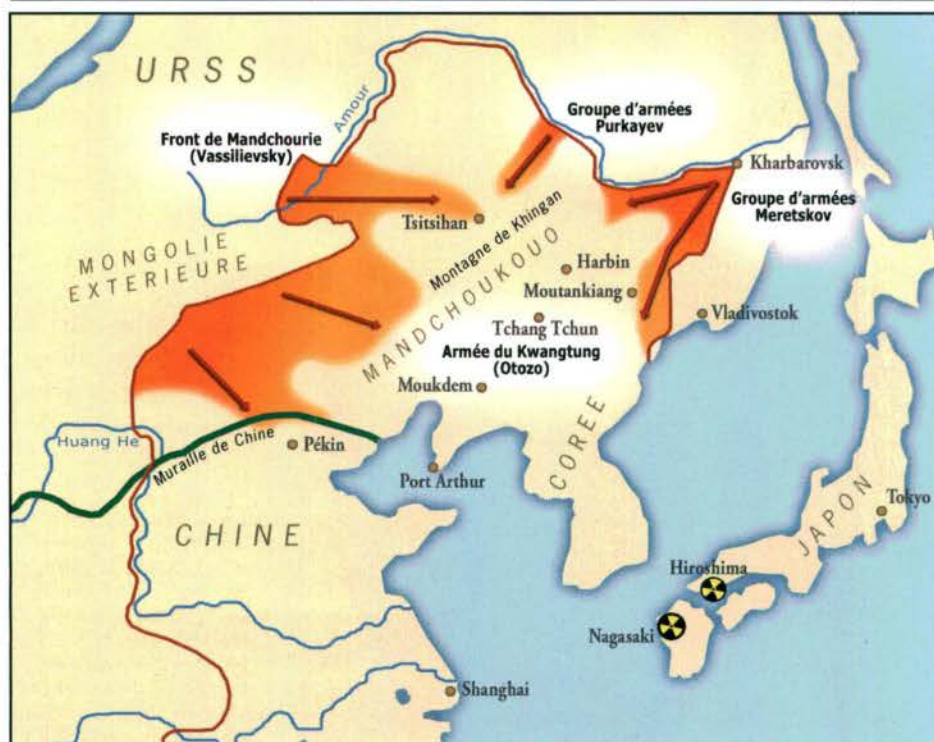 URSS
Amour
Groupe d'armées
Purkayev
Front de Mandchourie
(Vassilievsky)
Kharbarovsk
Groupe d'armées
Meretskov
Tsitsihan
Montagne de Khingan
MONGOLIE
EXTERIEURE
Harbin
Moutankiang
MANDCHOUKOUO
Vladivostok
Tchang Tchun
Armée du Kwangtung
(Otozo)
Moukdem
Huang He
Muraille de Chine
Pékin
COREE
Port Arthur
CHINE
JAPON
Tokyo
Hiroshima
Nagasaki
Shanghai